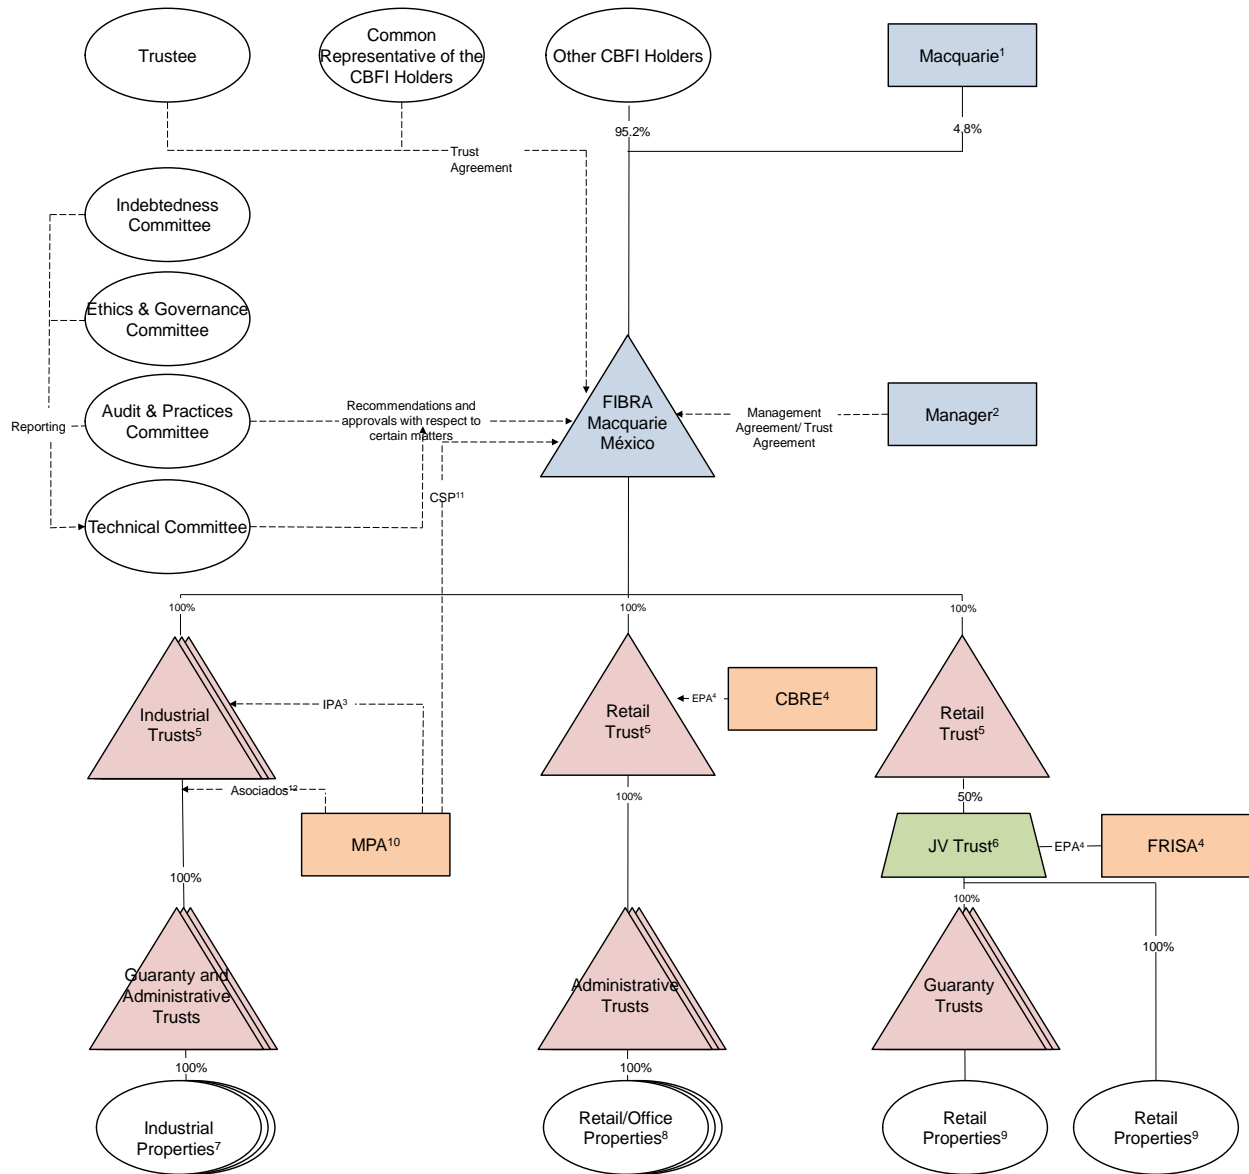 Trustee
Common
Representative of the
CBFI Holders
Other CBFI Holders
Macquarie¹
95.2%
4.8%
Trust
Agreement
Indebtedness
Committee
Ethics & Governance
Committee
Audit & Practices
Committee
Reporting
Technical Committee
Recommendations and
approvals with respect to
certain matters
CSP¹¹
FIBRA
Macquarie
México
Management
Agreement/ Trust
Agreement
Manager²
100%
100%
100%
Industrial
Trusts⁵
IPA³
Retail
Trust⁵
EPA⁴
CBRE⁴
Retail
Trust⁵
Asociados¹²
MPA¹⁰
100%
50%
JV Trust⁶
EPA⁴
FRISA⁴
100%
100%
100%
Guaranty and
Administrative
Trusts
Administrative
Trusts
Guaranty
Trusts
100%
100%
Industrial
Properties⁷
Retail/Office
Properties⁸
Retail
Properties⁹
Retail
Properties⁹